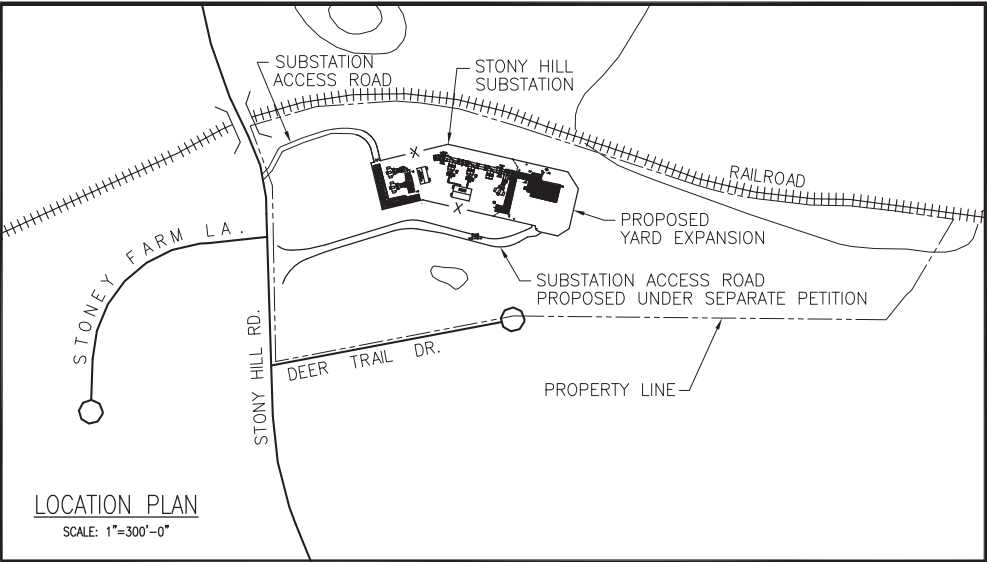 SUBSTATION
ACCESS ROAD
STONY HILL
SUBSTATION
RAILROAD
X
X
PROPOSED
YARD EXPANSION
STONEY FARM LA.
SUBSTATION ACCESS ROAD
PROPOSED UNDER SEPARATE PETITION
STONY HILL RD.
DEER TRAIL DR.
PROPERTY LINE
LOCATION PLAN
SCALE: 1"=300'-0"